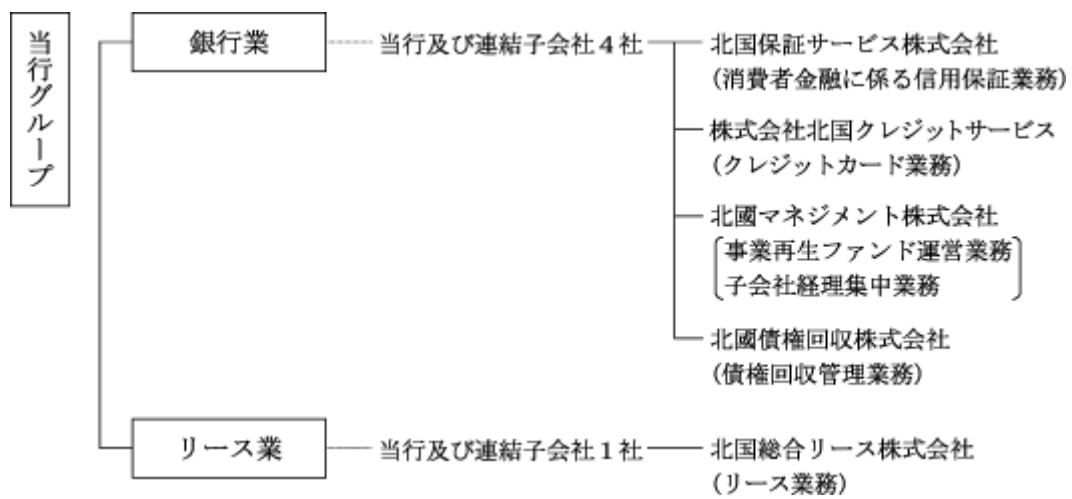 当行グループ
銀行業
当行及び連結子会社4社
北国保証サービス株式会社
(消費者金融に係る信用保証業務)
株式会社北国クレジットサービス
(クレジットカード業務)
北國マネジメント株式会社
事業再生ファンド運営業務
子会社経理集中業務
北國債権回収株式会社
(債権回収管理業務)
リース業
当行及び連結子会社1社
北国総合リース株式会社
(リース業務)